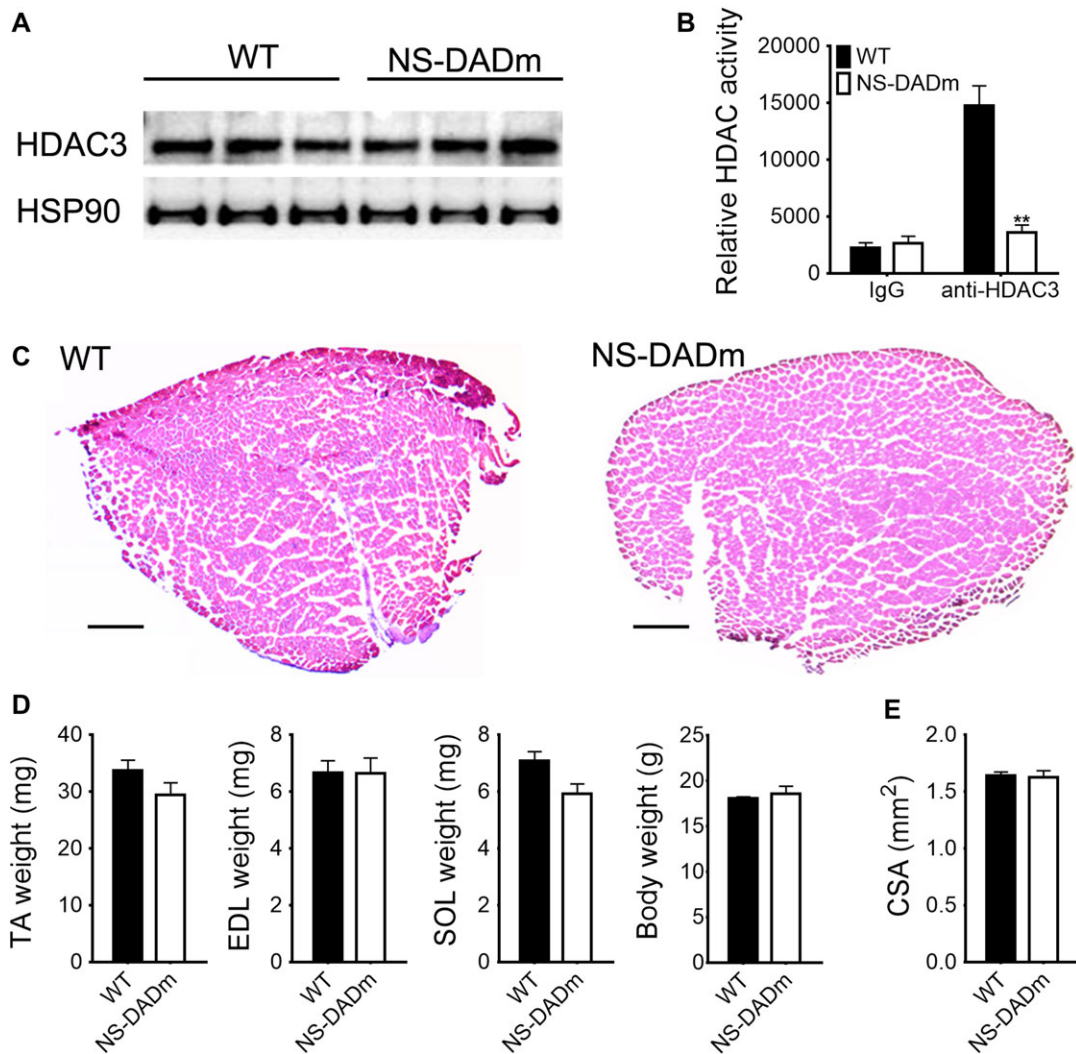 A
WT
NS-DADm
HDAC3
HSP90
B
Relative HDAC activity
20000
15000
10000
5000
0
WT
NS-DADm
**
IgG
anti-HDAC3
C
WT
NS-DADm
D
TA weight (mg)
40
30
20
10
0
WT
NS-DADm
EDL weight (mg)
8
6
4
2
0
WT
NS-DADm
SOL weight (mg)
8
6
4
2
0
WT
NS-DADm
Body weight (g)
25
20
15
10
5
0
WT
NS-DADm
E
CSA (mm²)
2.0
1.5
1.0
0.5
0.0
WT
NS-DADm